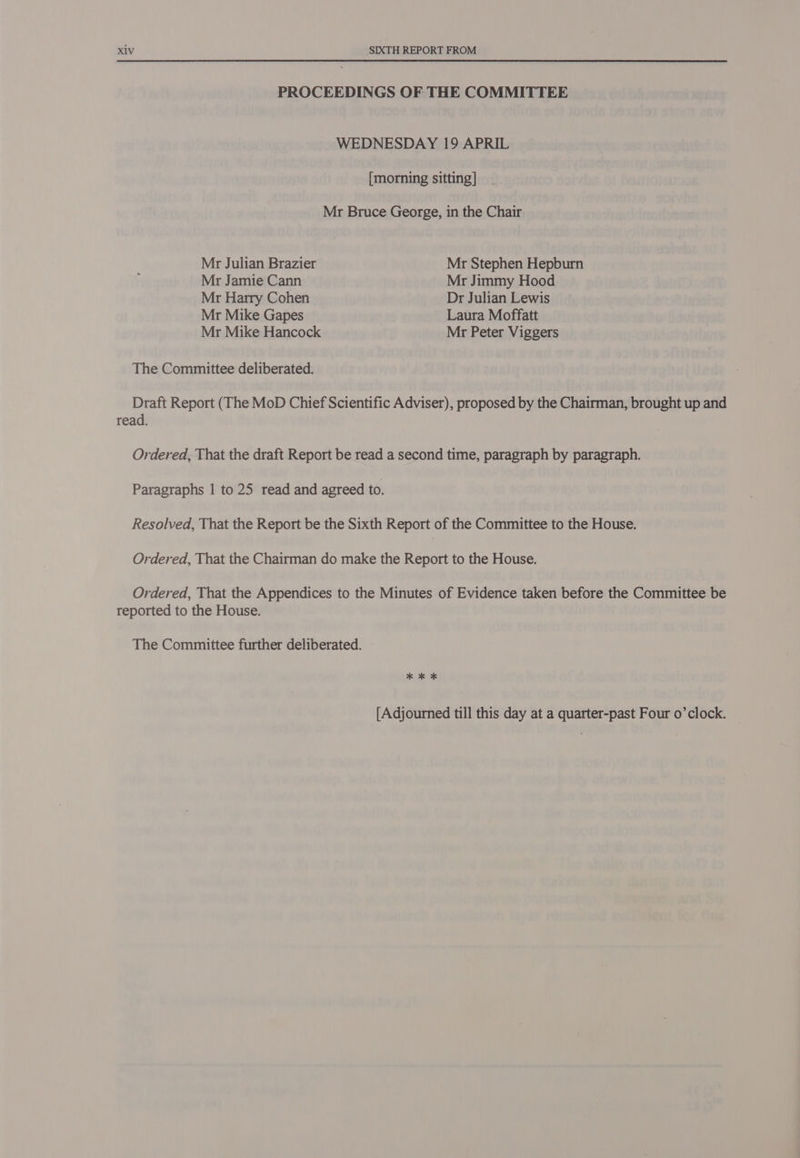 xiv SIXTH REPORT FROM
PROCEEDINGS OF THE COMMITTEE
WEDNESDAY 19 APRIL
[morning sitting]
Mr Bruce George, in the Chair
Mr Julian Brazier Mr Stephen Hepburn
Mr Jamie Cann Mr Jimmy Hood
Mr Harry Cohen Dr Julian Lewis
Mr Mike Gapes Laura Moffatt
Mr Mike Hancock Mr Peter Viggers
The Committee deliberated.
Draft Report (The MoD Chief Scientific Adviser), proposed by the Chairman, brought up and
read.
Ordered, That the draft Report be read a second time, paragraph by paragraph.
Paragraphs 1 to 25 read and agreed to.
Resolved, That the Report be the Sixth Report of the Committee to the House.
Ordered, That the Chairman do make the Report to the House.
Ordered, That the Appendices to the Minutes of Evidence taken before the Committee be
reported to the House.
The Committee further deliberated.
* * *
[Adjourned till this day at a quarter-past Four o’clock.